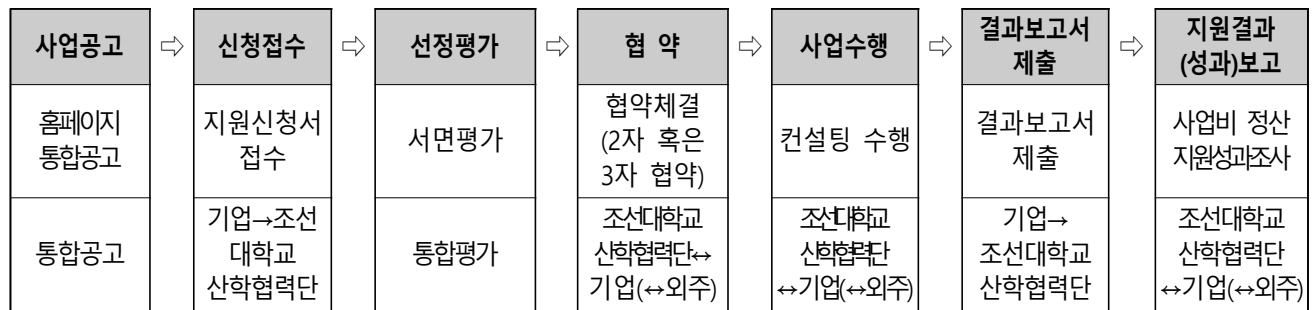 사업공고 ⇨ 신청접수 ⇨ 선정평가 ⇨ 협 약 ⇨ 사업수행 ⇨ 결과보고서 제출 ⇨ 지원결과 (성과)보고
홈페이지
통합공고
지원신청서
접수
서면평가
협약체결
(2자 혹은
3자 협약)
컨설팅 수행
결과보고서
제출
사업비 정산
지원성과조사
통합공고
기업→조선
대학교
산학협력단
통합평가
조선대학교
산학협력단↔
기업(↔외주)
조선대학교
산학협력단
↔기업(↔외주)
기업→
조선대학교
산학협력단
조선대학교
산학협력단
↔기업(↔외주)